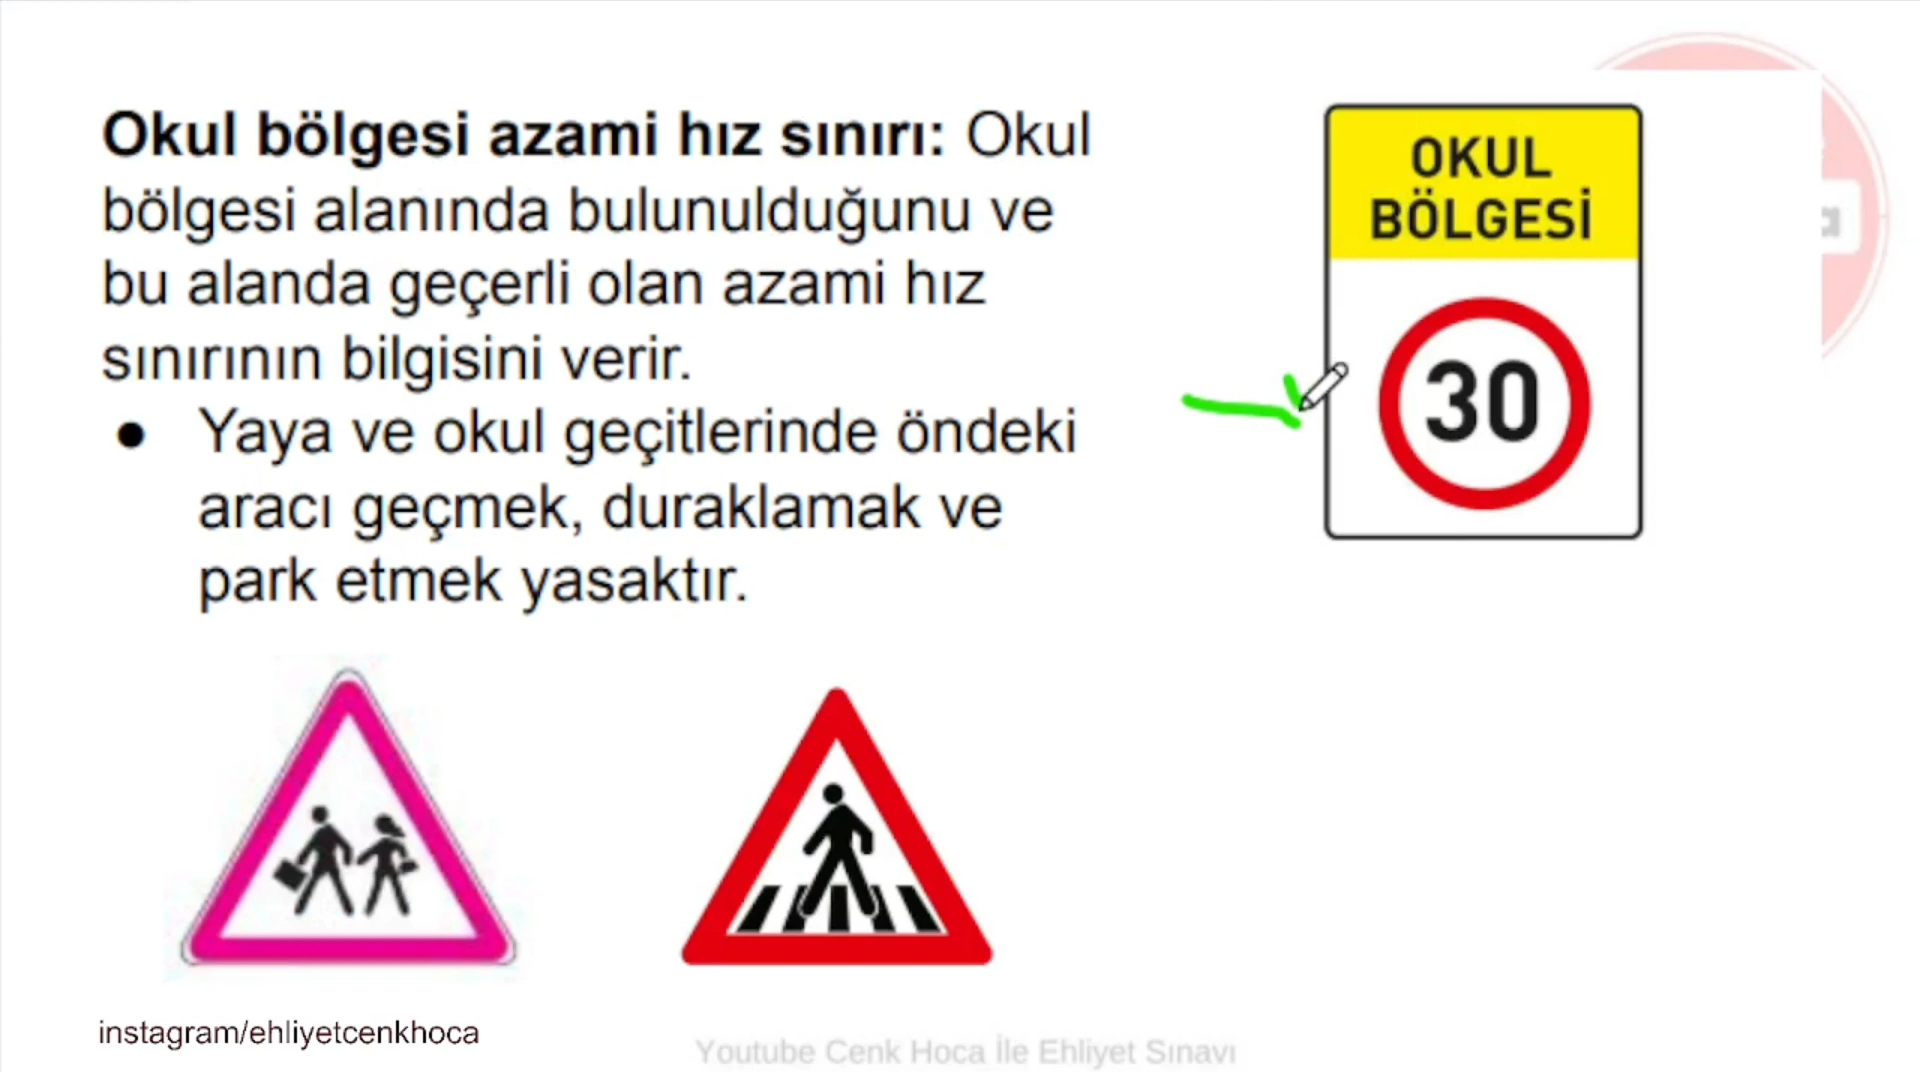 Okul bölgesi azami hız sınırı: Okul
bölgesi alanında bulunulduğunu ve
bu alanda geçerli olan azami hız
sınırının bilgisini verir.
● Yaya ve okul geçitlerinde öndeki
aracı geçmek, duraklamak ve
park etmek yasaktır.
OKUL
BÖLGESİ
30
instagram/ehliyetcenkhoca
Youtube Cenk Hoca İle Ehliyet Sınavı